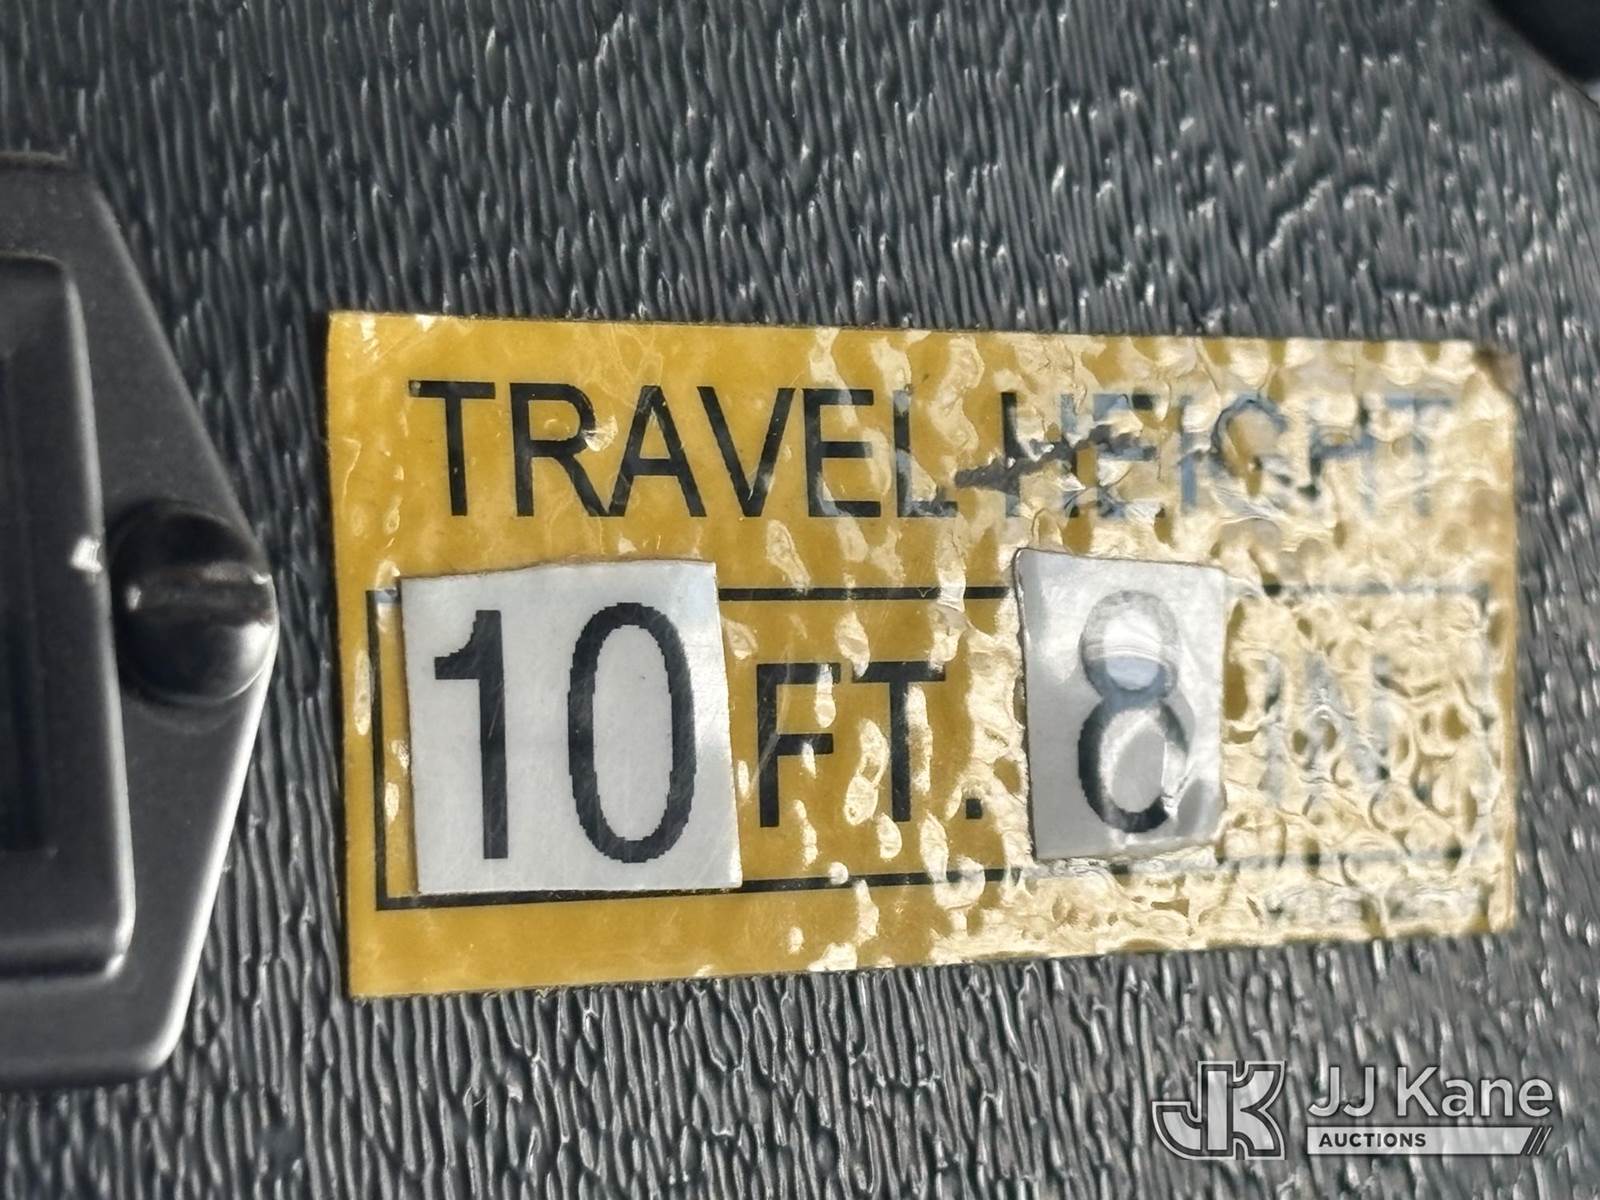 TRAVEL HEIGHT
10 FT. 8 IN.
JJ Kane
AUCTIONS